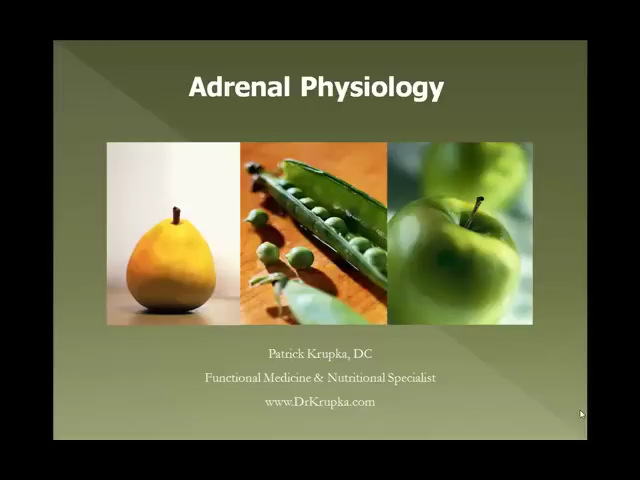 Adrenal Physiology
Patrick Krupka, DC
Functional Medicine & Nutritional Specialist
www.DrKrupka.com